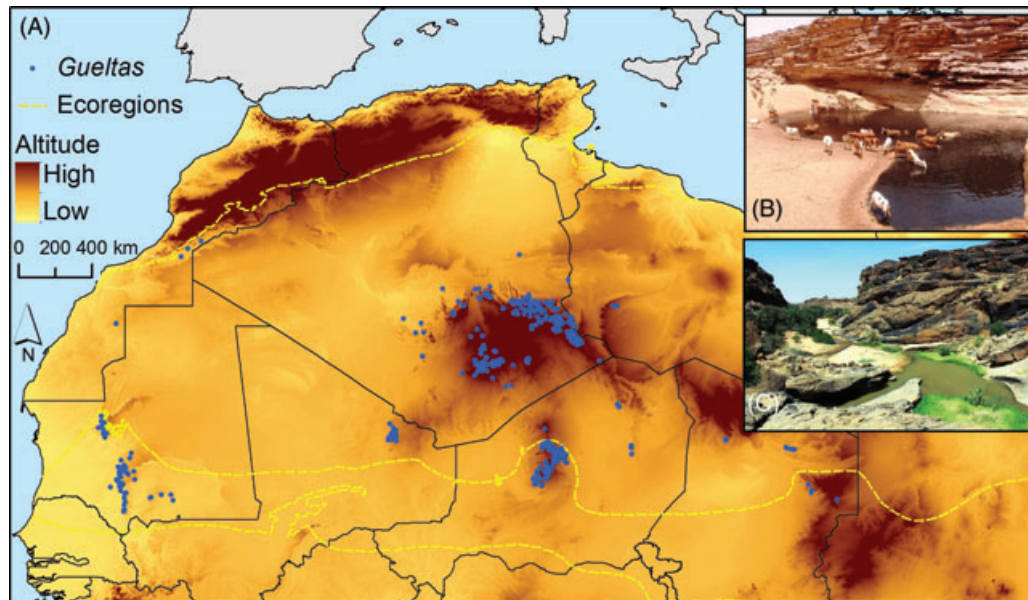 (A)
Gueltas
Ecoregions
Altitude
High
Low
0 200 400 km
N
(B)
(C)